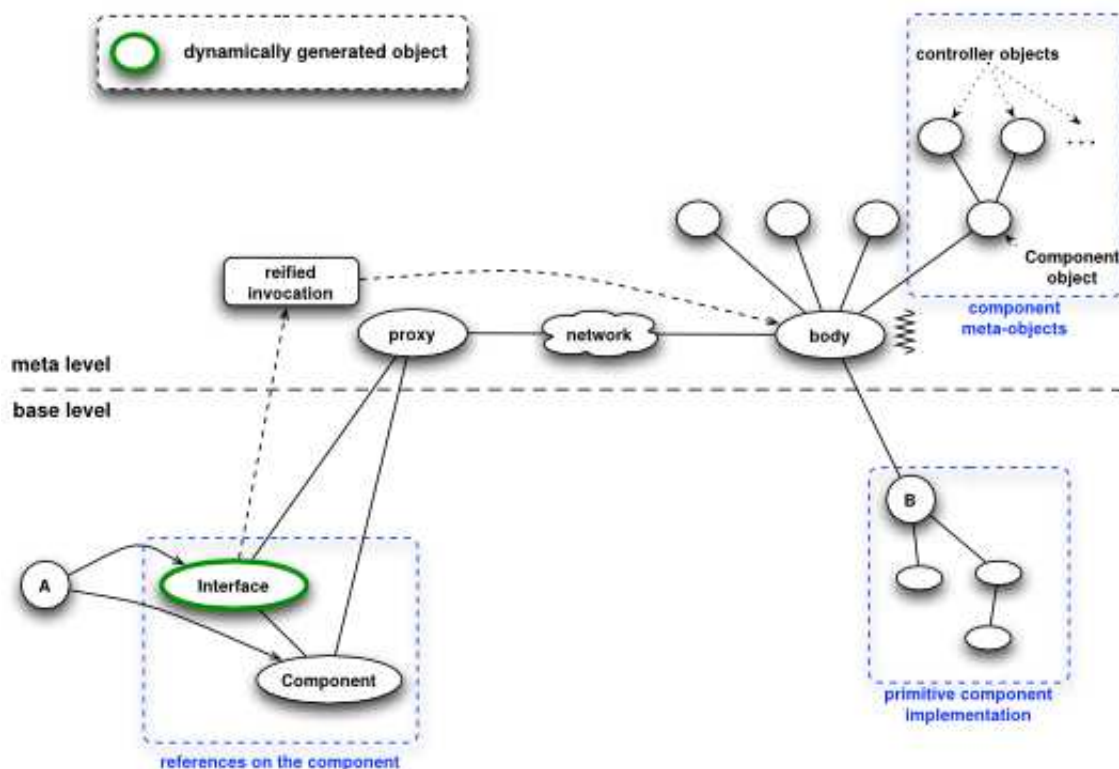 dynamically generated object
controller objects
...
Component
object
component
meta-objects
reified
invocation
proxy
network
body
meta level
base level
A
Interface
Component
references on the component
B
primitive component
implementation